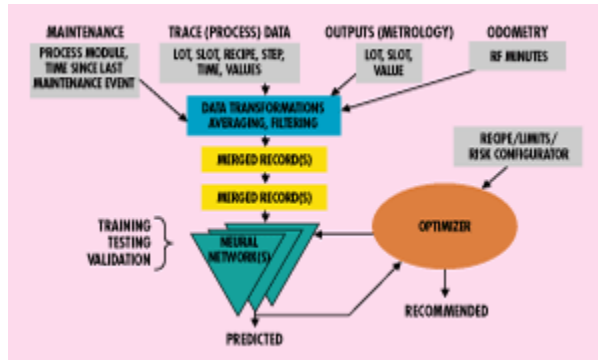 MAINTENANCE
PROCESS MODULE,
TIME SINCE LAST
MAINTENANCE EVENT
TRACE (PROCESS) DATA
LOT, SLOT, RECIPE, STEP,
TIME, VALUES
OUTPUTS (METROLOGY)
LOT, SLOT,
VALUE
ODOMETRY
RF MINUTES
DATA TRANSFORMATIONS
AVERAGING, FILTERING
MERGED RECORD(S)
MERGED RECORD(S)
RECIPE/LIMITS/
RISK CONFIGURATOR
TRAINING
TESTING
VALIDATION
NEURAL
NETWORK(S)
OPTIMIZER
PREDICTED
RECOMMENDED